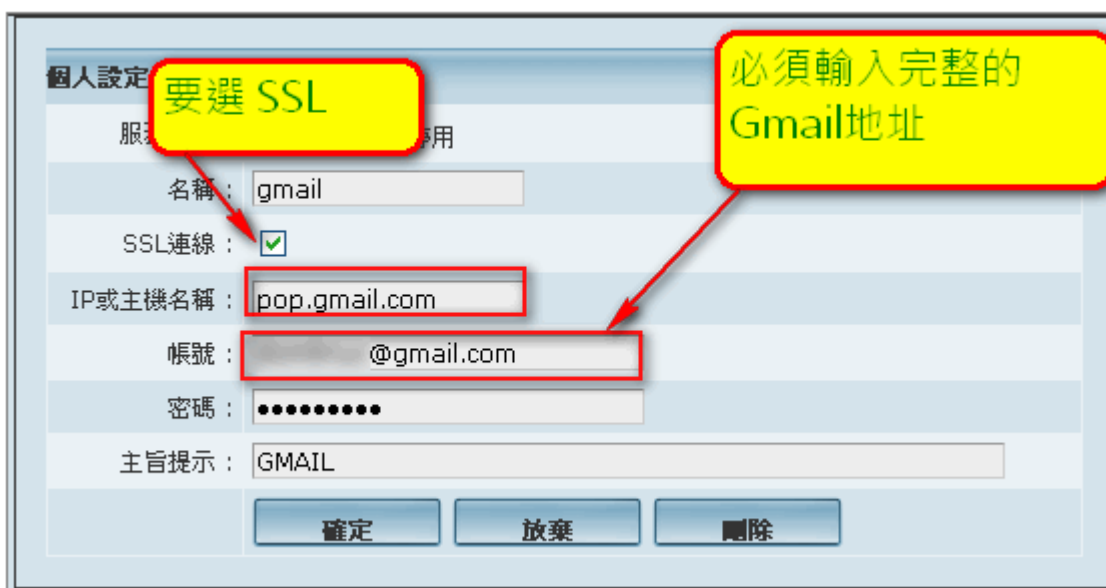 個人設定
要選 SSL
必須輸入完整的
Gmail地址
服 用
名稱： gmail
SSL連線：
IP或主機名稱： pop.gmail.com
帳號： @gmail.com
密碼： •••••••••
主旨提示： GMAIL
確定 放棄 刪除